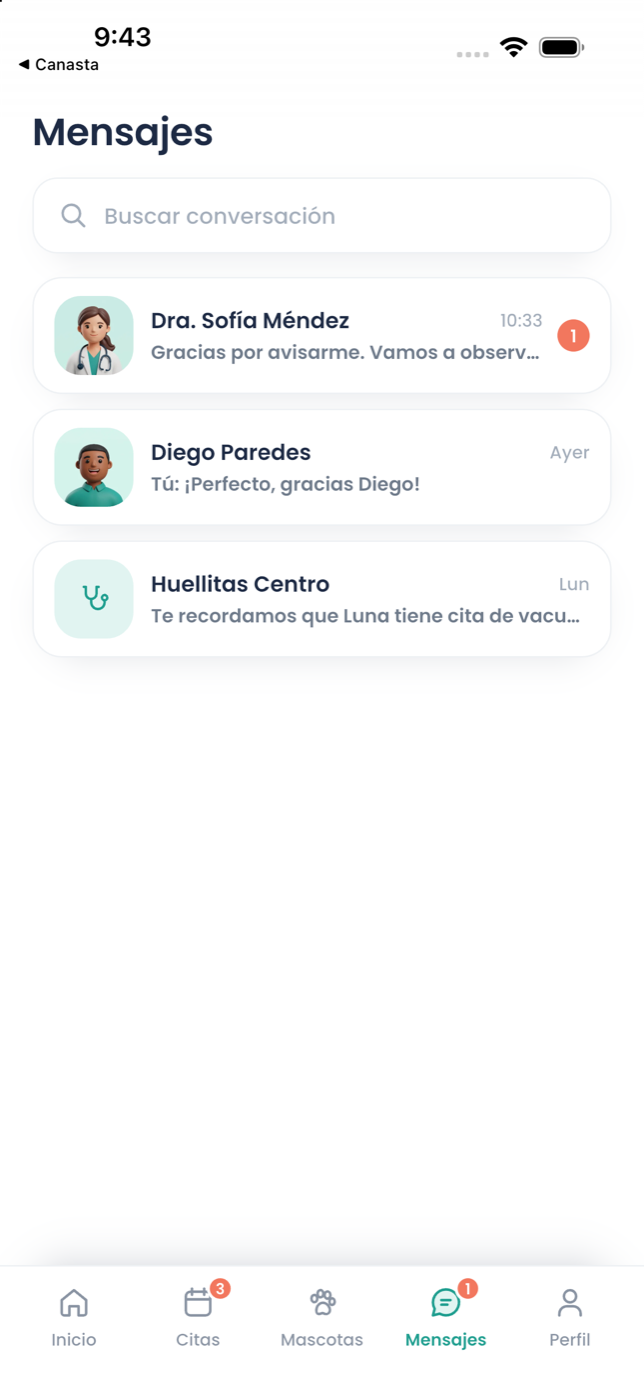 9:43
◀ Canasta
Mensajes
Buscar conversación
Dra. Sofía Méndez
10:33
Gracias por avisarme. Vamos a observ...
1
Diego Paredes
Ayer
Tú: ¡Perfecto, gracias Diego!
Huellitas Centro
Lun
Te recordamos que Luna tiene cita de vacu...
3
1
Inicio
Citas
Mascotas
Mensajes
Perfil